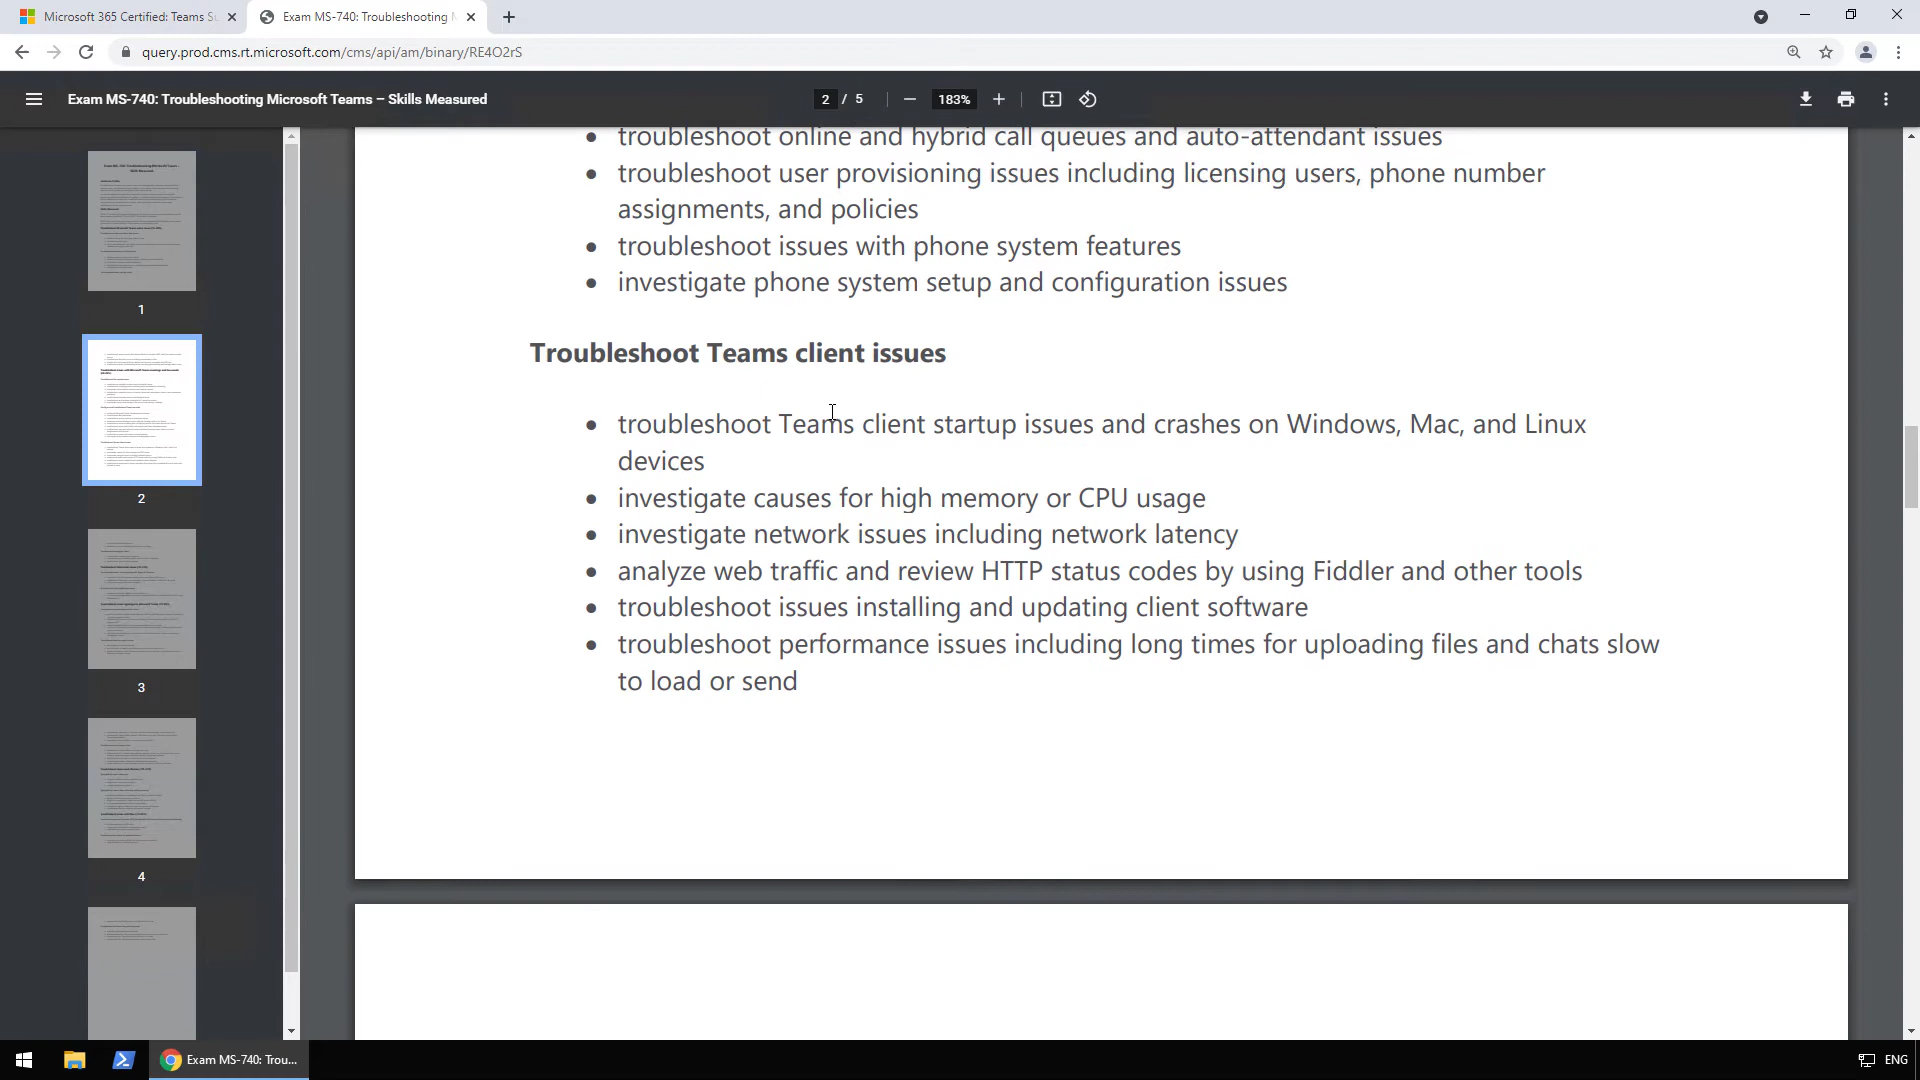 Microsoft 365 Certified: Teams Su
Exam MS-740: Troubleshooting M
query.prod.cms.rt.microsoft.com/cms/api/am/binary/RE4O2rS
Exam MS-740: Troubleshooting Microsoft Teams – Skills Measured
2 / 5
183%
• troubleshoot online and hybrid call queues and auto-attendant issues
• troubleshoot user provisioning issues including licensing users, phone number
assignments, and policies
• troubleshoot issues with phone system features
• investigate phone system setup and configuration issues
Troubleshoot Teams client issues
• troubleshoot Teams client startup issues and crashes on Windows, Mac, and Linux
devices
• investigate causes for high memory or CPU usage
• investigate network issues including network latency
• analyze web traffic and review HTTP status codes by using Fiddler and other tools
• troubleshoot issues installing and updating client software
• troubleshoot performance issues including long times for uploading files and chats slow
to load or send
1
2
3
4
Exam MS-740: Trou...
ENG